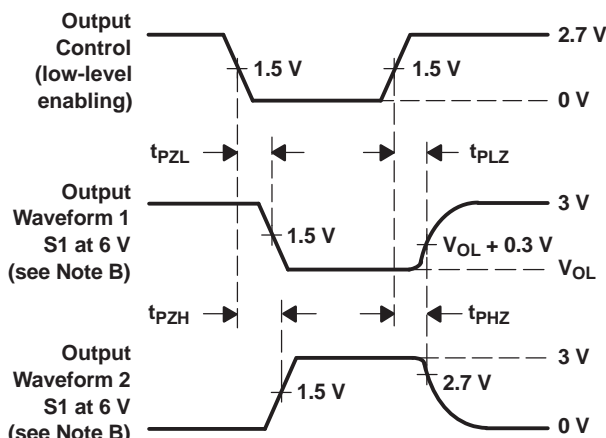 Output
Control
(low-level
enabling)
2.7 V
1.5 V
1.5 V
0 V
tPZL
tPLZ
Output
Waveform 1
S1 at 6 V
(see Note B)
3 V
1.5 V
VOL + 0.3 V
VOL
tPZH
tPHZ
Output
Waveform 2
S1 at 6 V
(see Note B)
3 V
1.5 V
2.7 V
0 V